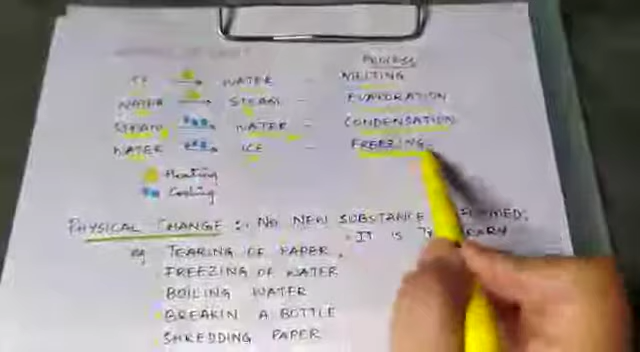 PROCESS
WATER - MELTING
WATER → STEAM - EVAPORATION
STEAM → WATER - CONDENSATION
WATER → ICE - FREEZING
Heating
Cooling
PHYSICAL CHANGE : NO NEW SUBSTANCE FORMED;
eg TEARING OF PAPER, IT IS
FREEZING OF WATER
BOILING WATER
BREAKIN A BOTTLE
SHREDDING PAPER